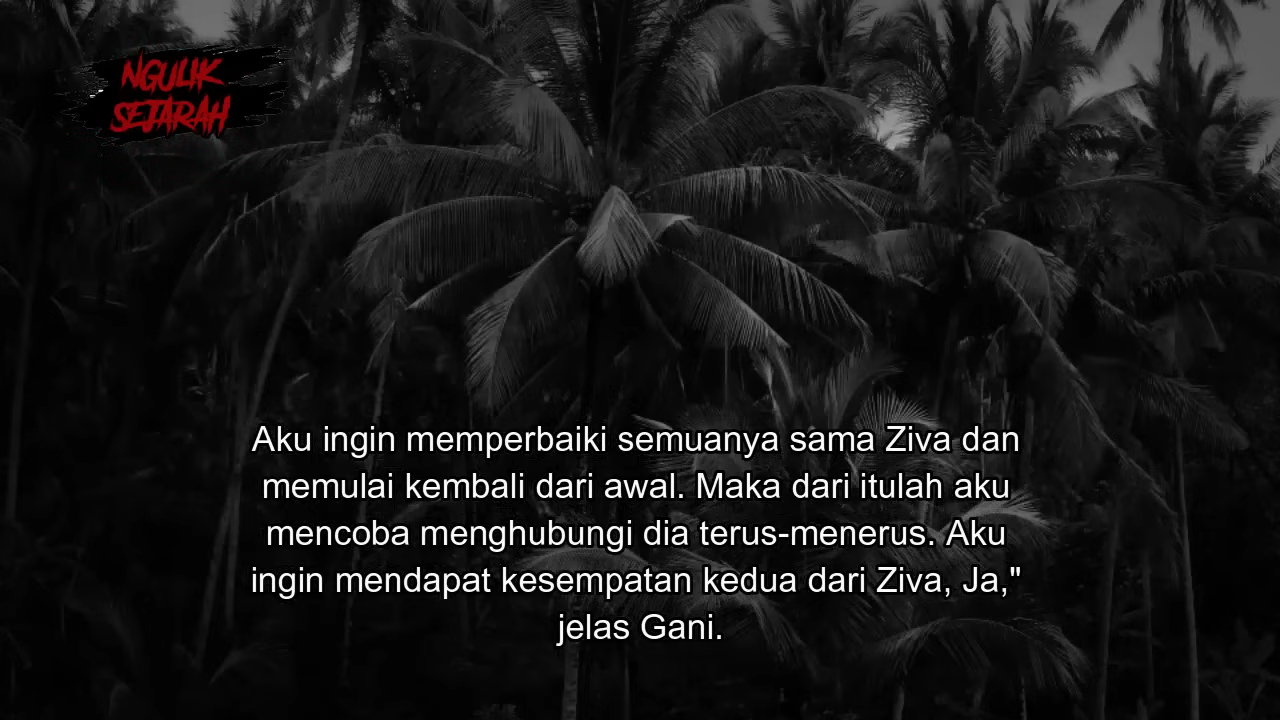 NGULIK
SEJARAH
Aku ingin memperbaiki semuanya sama Ziva dan
memulai kembali dari awal. Maka dari itulah aku
mencoba menghubungi dia terus-menerus. Aku
ingin mendapat kesempatan kedua dari Ziva, Ja,"
jelas Gani.